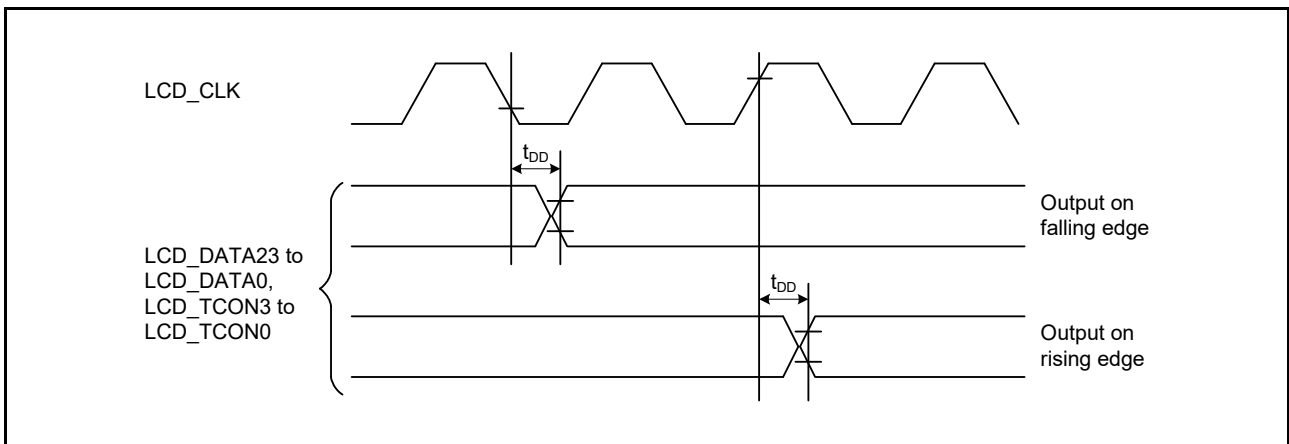 LCD_CLK
tDD
Output on
falling edge
LCD_DATA23 to
LCD_DATA0,
LCD_TCON3 to
LCD_TCON0
tDD
Output on
rising edge